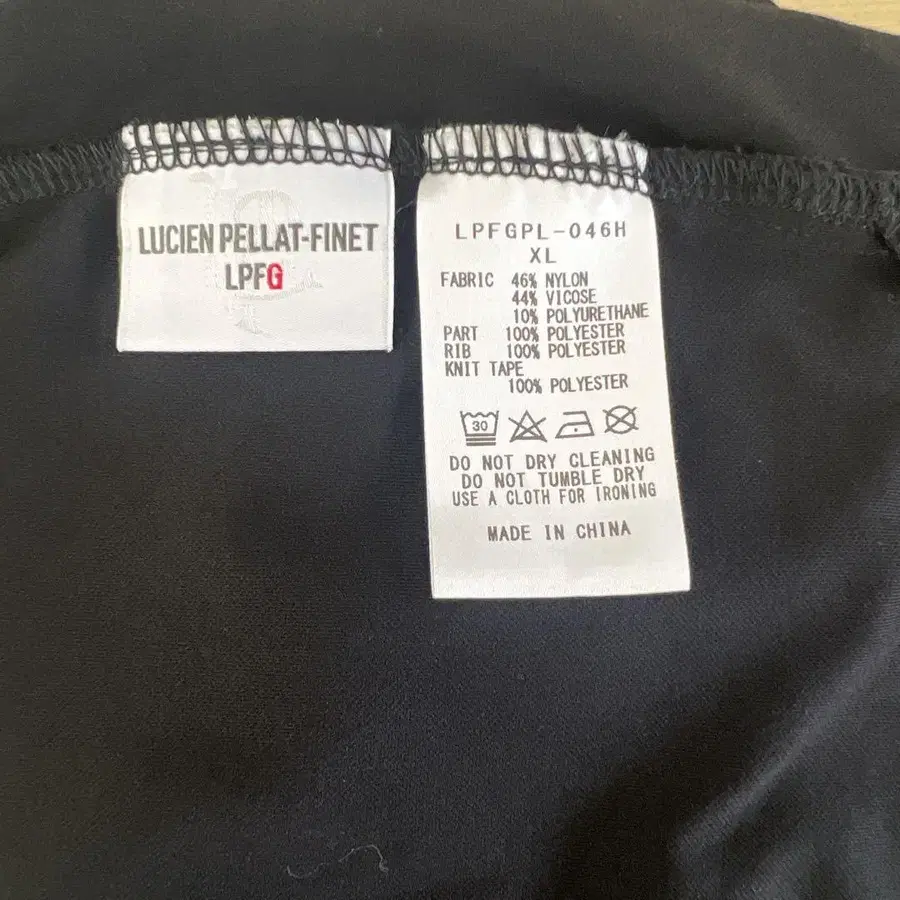 LUCIEN PELLAT-FINET
LPFG
LPFGPL-046H
XL
FABRIC 46% NYLON
44% VICOSE
10% POLYURETHANE
PART 100% POLYESTER
RIB 100% POLYESTER
KNIT TAPE
100% POLYESTER
30
DO NOT DRY CLEANING
DO NOT TUMBLE DRY
USE A CLOTH FOR IRONING
MADE IN CHINA